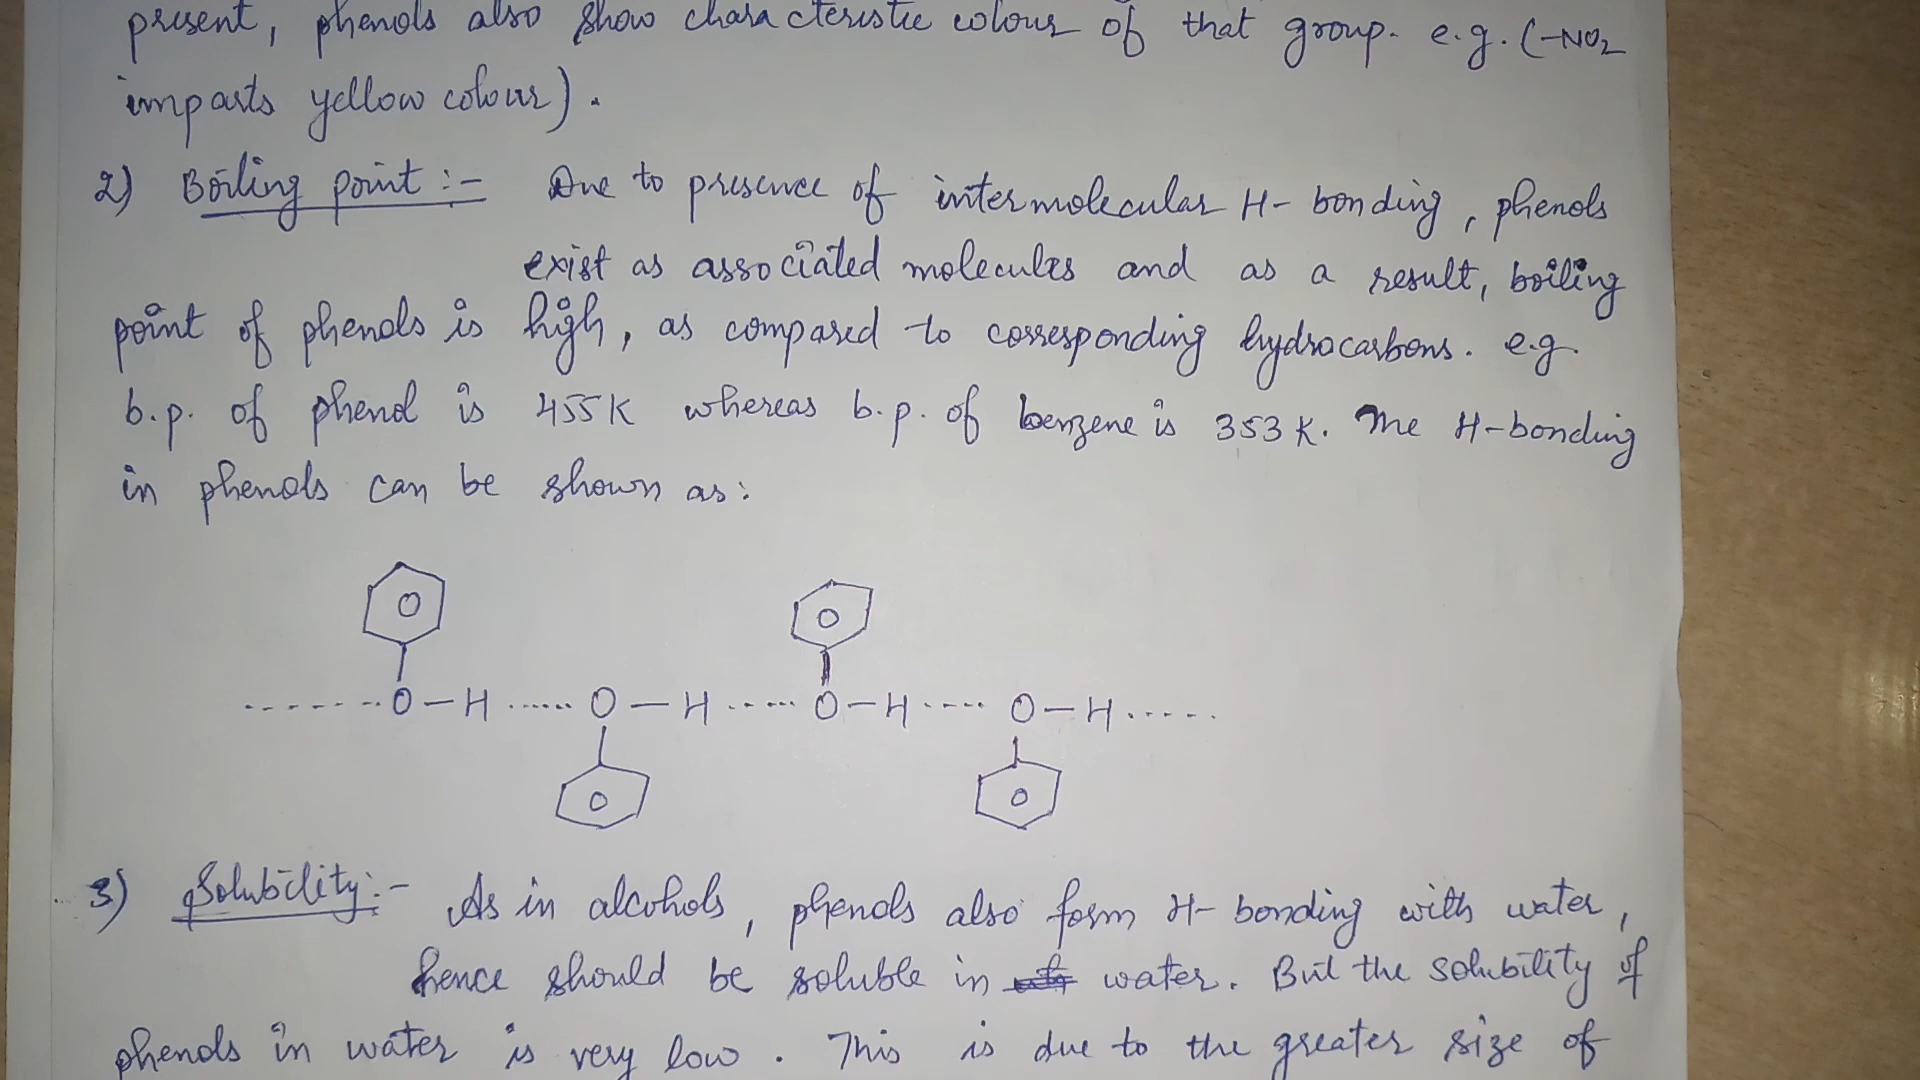 present, phenols also show characteristic colour of that group. e.g. (-NO2
imparts yellow colour).
2) Boiling point :- Due to presence of intermolecular H-bonding, phenols
exist as associated molecules and as a result, boiling
point of phenols is high, as compared to corresponding hydrocarbons. e.g.
b.p. of phenol is 455K whereas b.p. of benzene is 353K. The H-bonding
in phenols can be shown as:
-------O—H......O—H......O—H.....O—H.....
3) Solubility:- As in alcohols, phenols also form H-bonding with water,
hence should be soluble in water. But the solubility of
phenols in water is very low. This is due to the greater size of